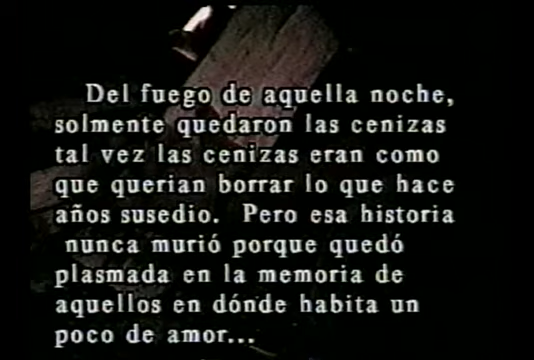 Del fuego de aquella noche,
solmente quedaron las cenizas
tal vez las cenizas eran como
que querian borrar lo que hace
años susedio. Pero esa historia
nunca murió porque quedó
plasmada en la memoria de
aquellos en dónde habita un
poco de amor...